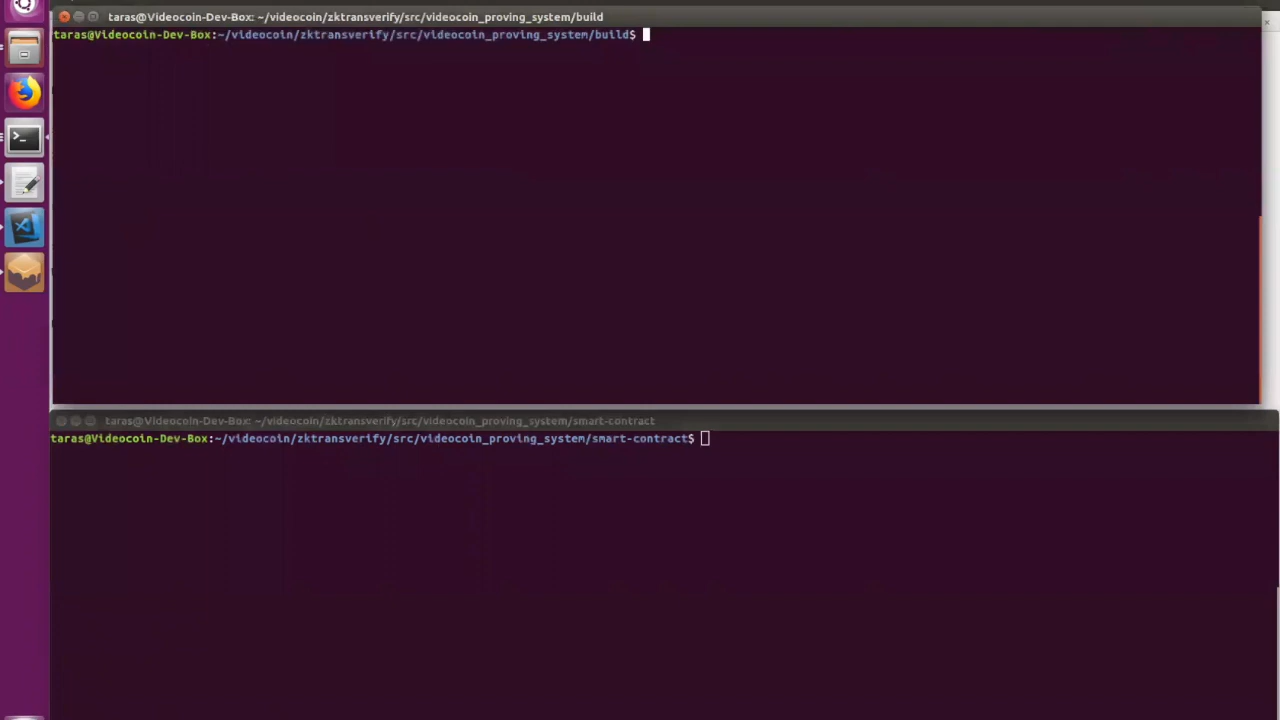 taras@Videocoin-Dev-Box: ~/videocoin/zktransverify/src/videocoin_proving_system/build
taras@Videocoin-Dev-Box:~/videocoin/zktransverify/src/videocoin_proving_system/build$
taras@Videocoin-Dev-Box: ~/videocoin/zktransverify/src/videocoin_proving_system/smart-contract
taras@Videocoin-Dev-Box:~/videocoin/zktransverify/src/videocoin_proving_system/smart-contract$